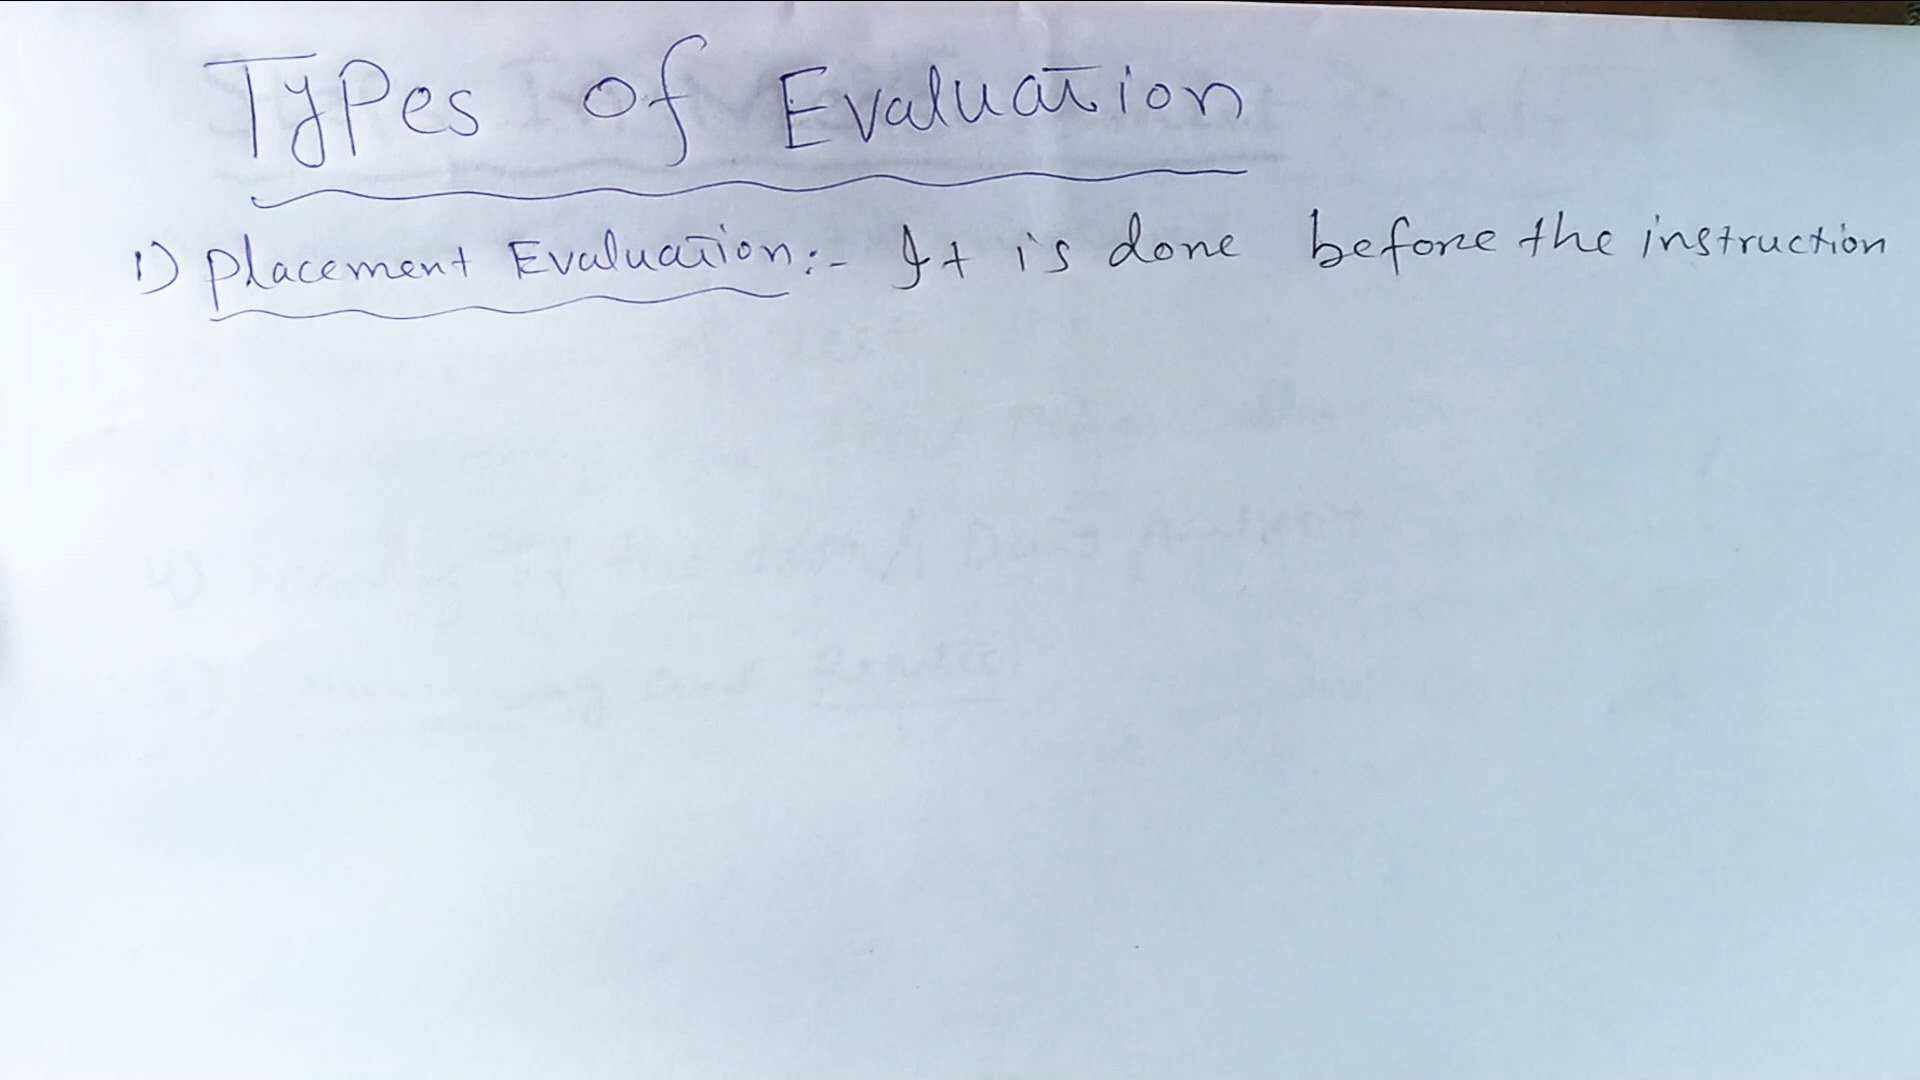 Types of Evaluation
1) Placement Evaluation:- It is done before the instruction